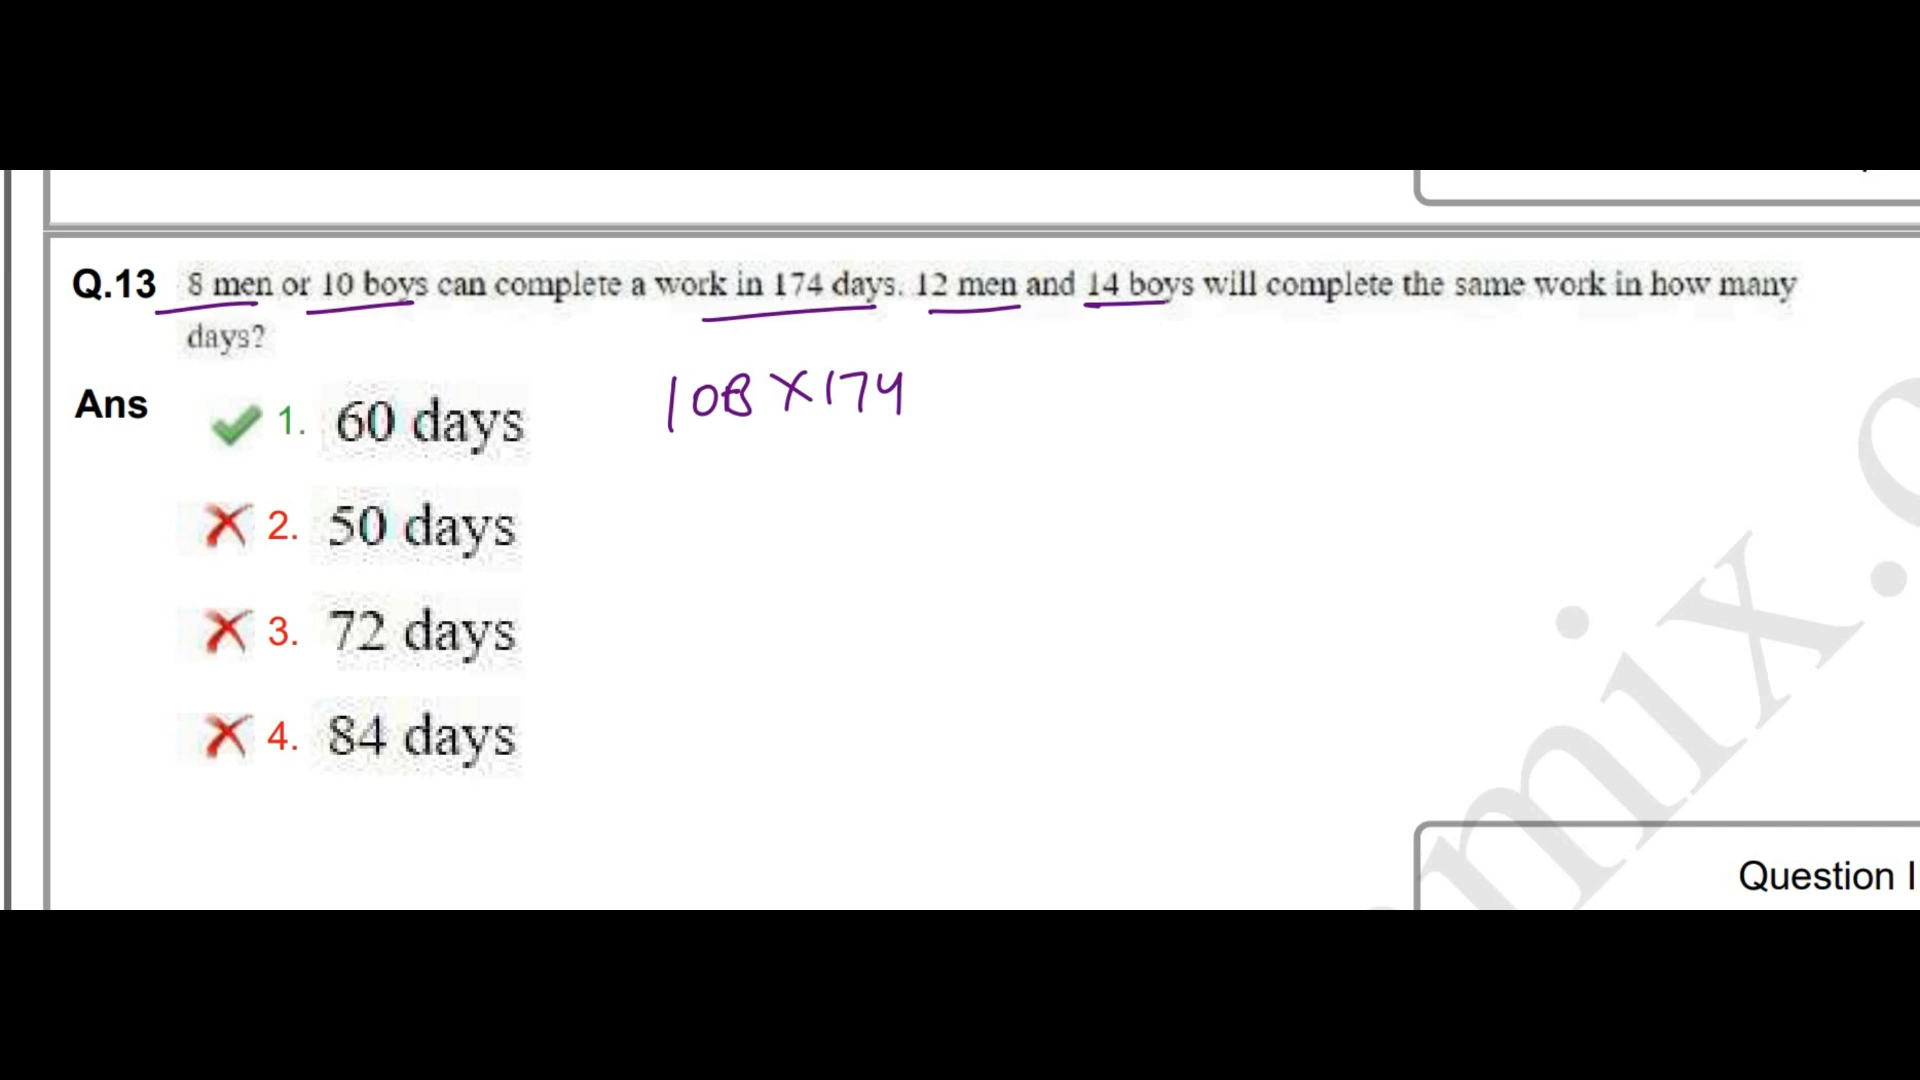 Q.13 8 men or 10 boys can complete a work in 174 days. 12 men and 14 boys will complete the same work in how many
days?
Ans
1. 60 days
10B X 174
2. 50 days
3. 72 days
4. 84 days
mix.
Question I